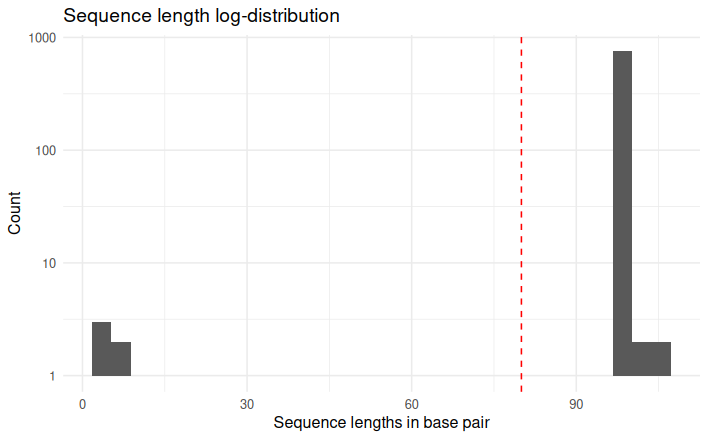 Sequence length log-distribution
1000
100
10
1
Count
0 30 60 90
Sequence lengths in base pair